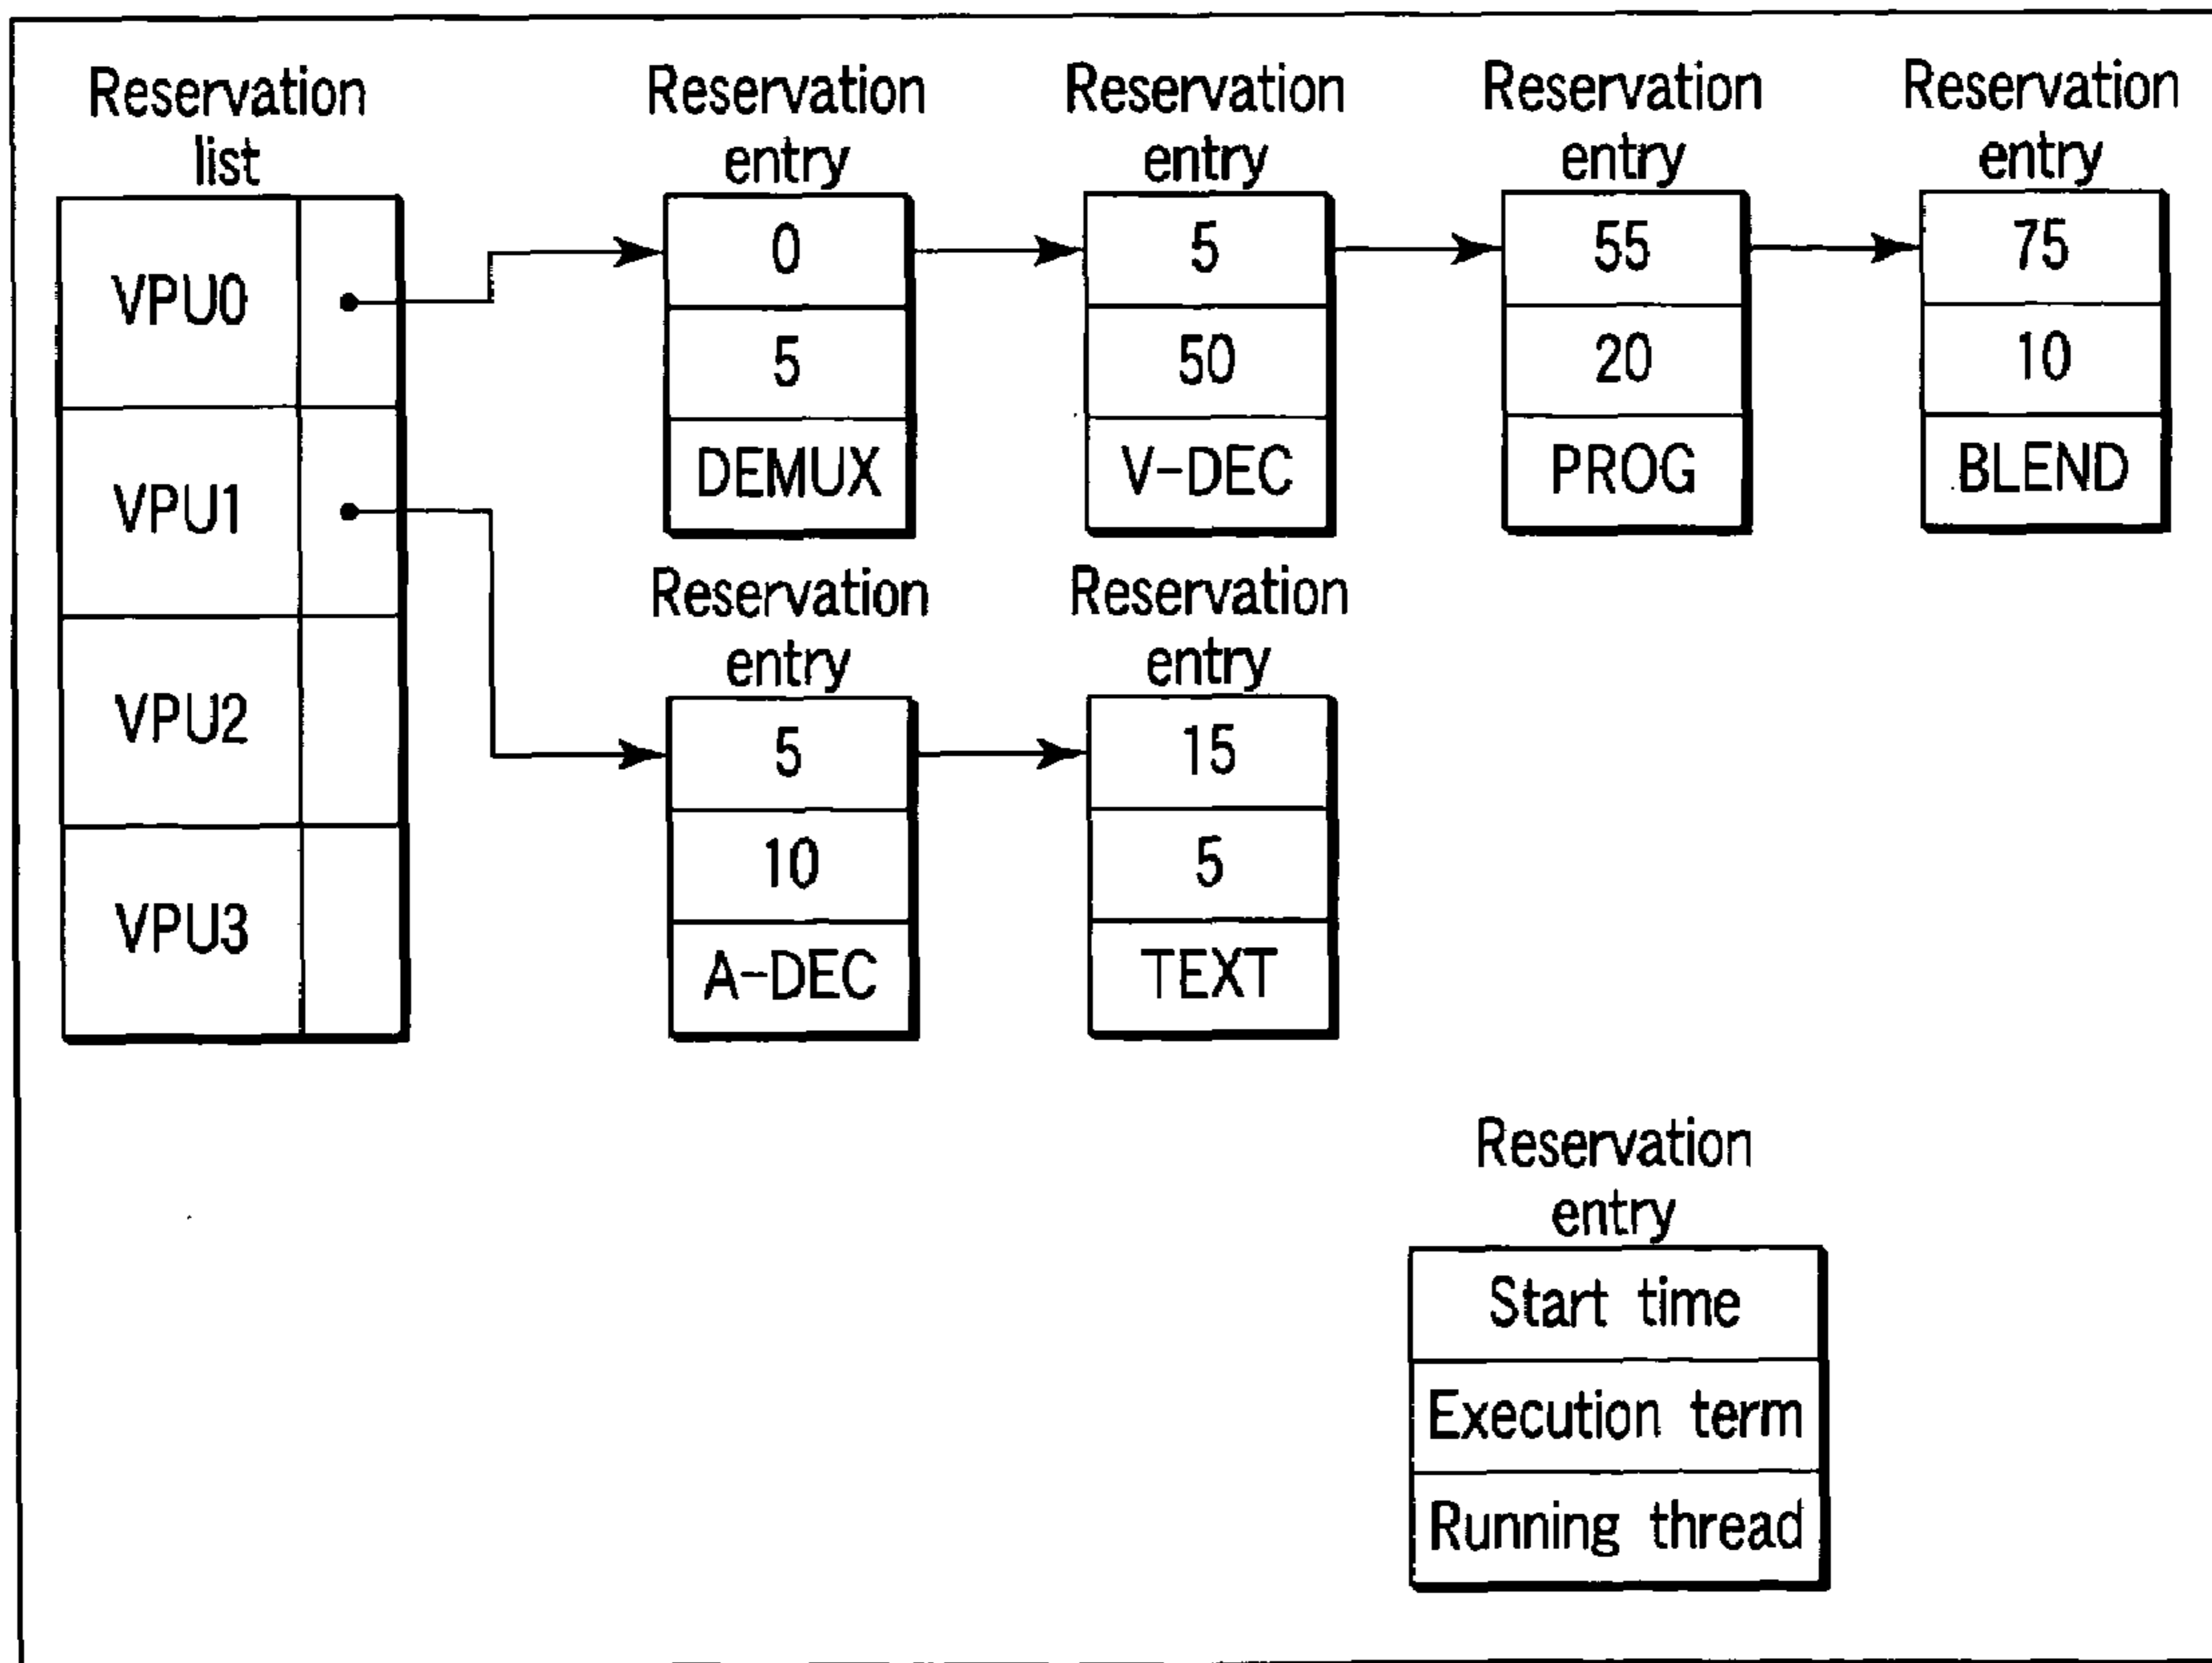 Reservation
list
VPU0
VPU1
VPU2
VPU3
Reservation
entry
0
5
DEMUX
Reservation
entry
5
50
V-DEC
Reservation
entry
55
20
PROG
Reservation
entry
75
10
BLEND
Reservation
entry
5
10
A-DEC
Reservation
entry
15
5
TEXT
Reservation
entry
Start time
Execution term
Running thread